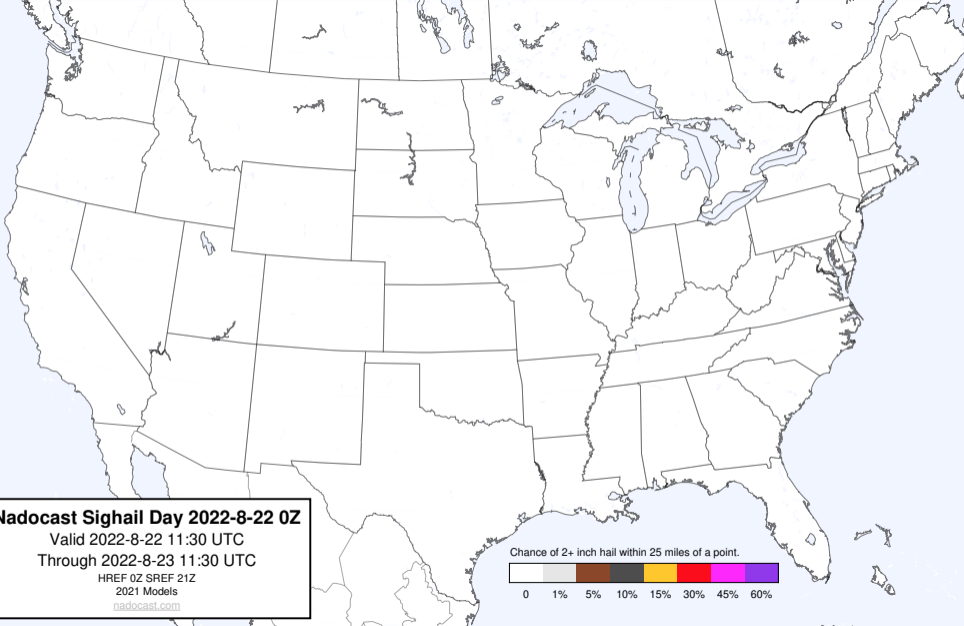 Nadocast Sighail Day 2022-8-22 0Z
Valid 2022-8-22 11:30 UTC
Through 2022-8-23 11:30 UTC
HREF 0Z SREF 21Z
2021 Models
nadocast.com
Chance of 2+ inch hail within 25 miles of a point.
0 1% 5% 10% 15% 30% 45% 60%